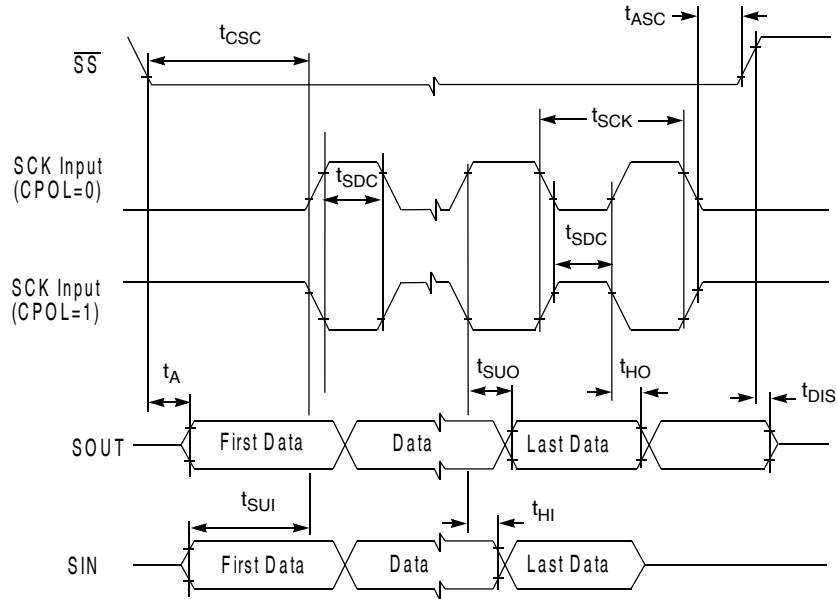 tASC
tCSC
SS
tSCK
SCK Input
(CPOL=0)
tSDC
tSDC
SCK Input
(CPOL=1)
tA
tSUO
tHO
tDIS
SOUT
First Data
Data
Last Data
tSUI
tHI
SIN
First Data
Data
Last Data